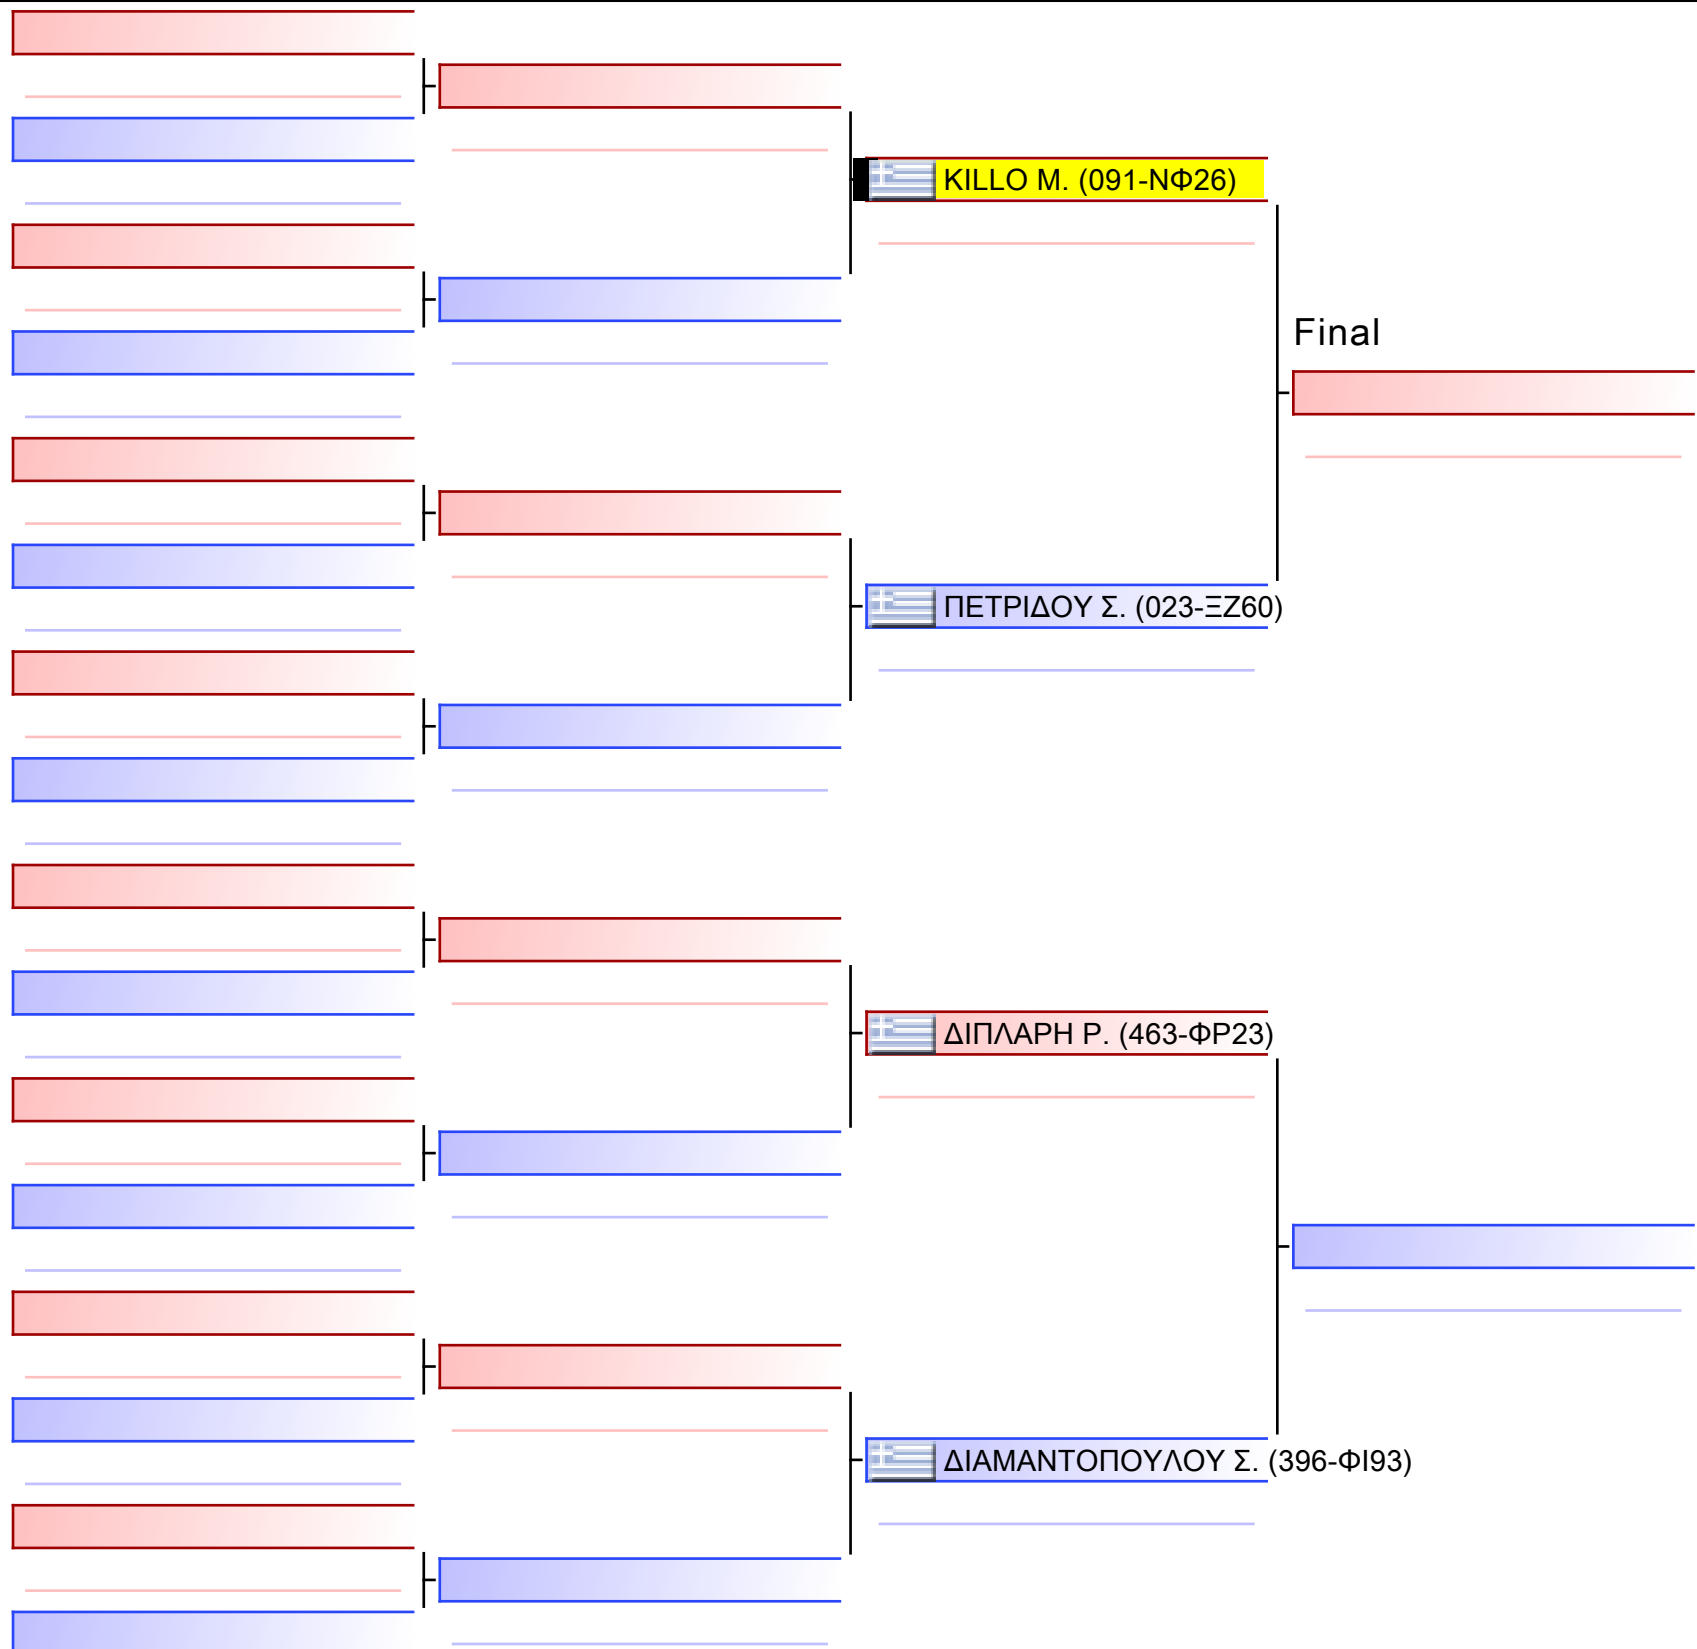 KILLO M. (091-ΝΦ26)
Final
ΠΕΤΡΙΔΟΥ Σ. (023-ΞΖ60)
ΔΙΠΛΑΡΗ Ρ. (463-ΦΡ23)
ΔΙΑΜΑΝΤΟΠΟΥΛΟΥ Σ. (396-ΦΙ93)